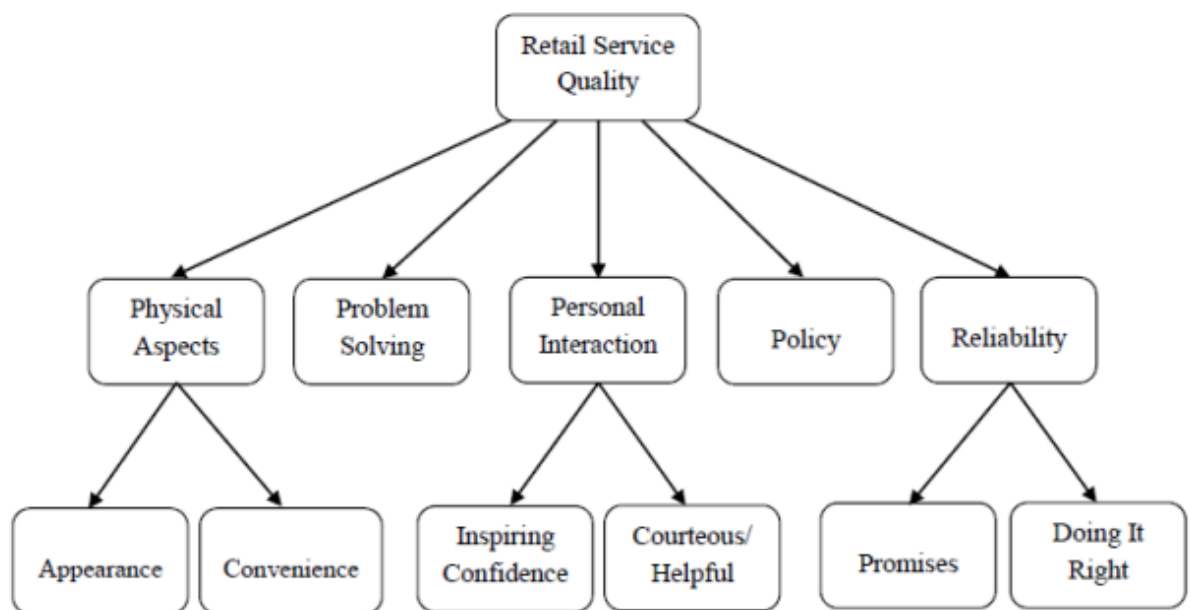 Retail Service
Quality
Physical
Aspects
Problem
Solving
Personal
Interaction
Policy
Reliability
Appearance
Convenience
Inspiring
Confidence
Courteous/
Helpful
Promises
Doing It
Right